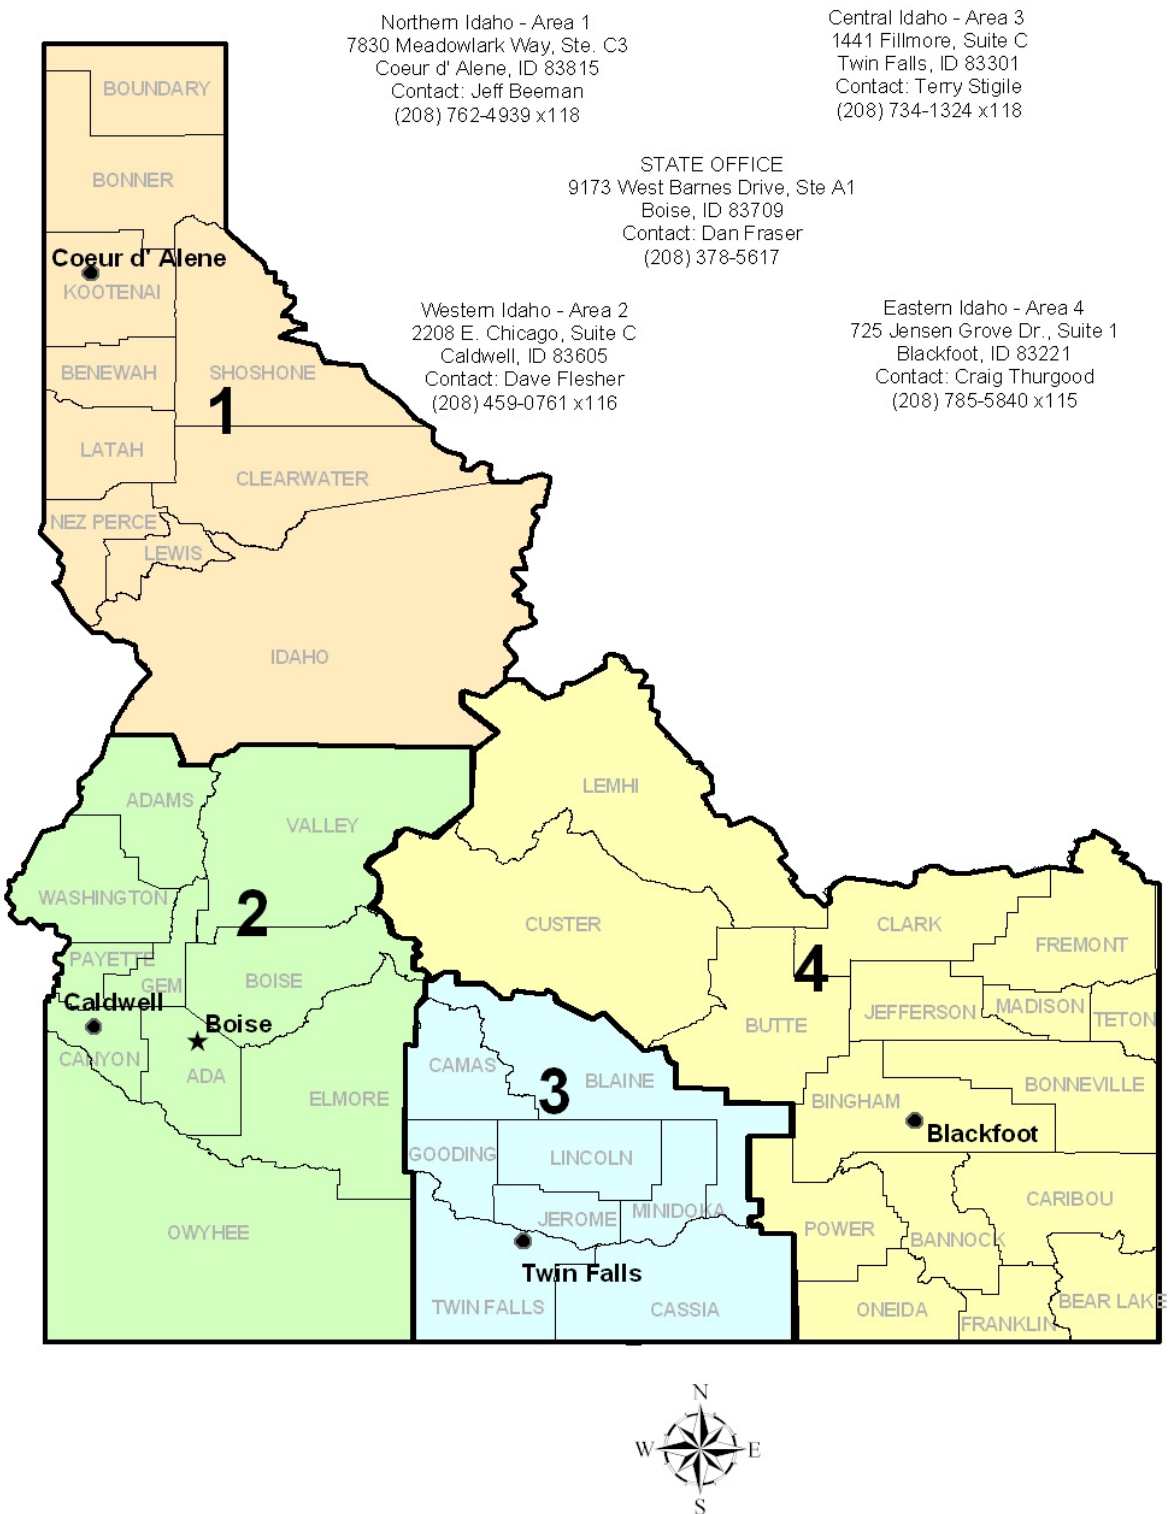 Northern Idaho - Area 1
7830 Meadowlark Way, Ste. C3
Coeur d' Alene, ID 83815
Contact: Jeff Beeman
(208) 762-4939 x118
Central Idaho - Area 3
1441 Fillmore, Suite C
Twin Falls, ID 83301
Contact: Terry Stigile
(208) 734-1324 x118
STATE OFFICE
9173 West Barnes Drive, Ste A1
Boise, ID 83709
Contact: Dan Fraser
(208) 378-5617
Western Idaho - Area 2
2208 E. Chicago, Suite C
Caldwell, ID 83605
Contact: Dave Flesher
(208) 459-0761 x116
Eastern Idaho - Area 4
725 Jensen Grove Dr., Suite 1
Blackfoot, ID 83221
Contact: Craig Thurgood
(208) 785-5840 x115
BOUNDARY
BONNER
Coeur d' Alene
KOOTENAI
BENEWAH
SHOSHONE
1
LATAH
CLEARWATER
NEZ PERCE
LEWIS
IDAHO
LEMHI
ADAMS
VALLEY
WASHINGTON
2
CUSTER
CLARK
FREMONT
PAYETTE
GEM
BOISE
4
Caldwell
Boise
JEFFERSON
MADISON
TETON
BUTTE
CANYON
ADA
CAMAS
3
BLAINE
BONNEVILLE
ELMORE
BINGHAM
Blackfoot
GOODING
LINCOLN
CARIBOU
JEROME
MINIDOKA
POWER
BANNOCK
OWYHEE
Twin Falls
TWIN FALLS
CASSIA
ONEIDA
FRANKLIN
BEAR LAKE
N
W
E
S